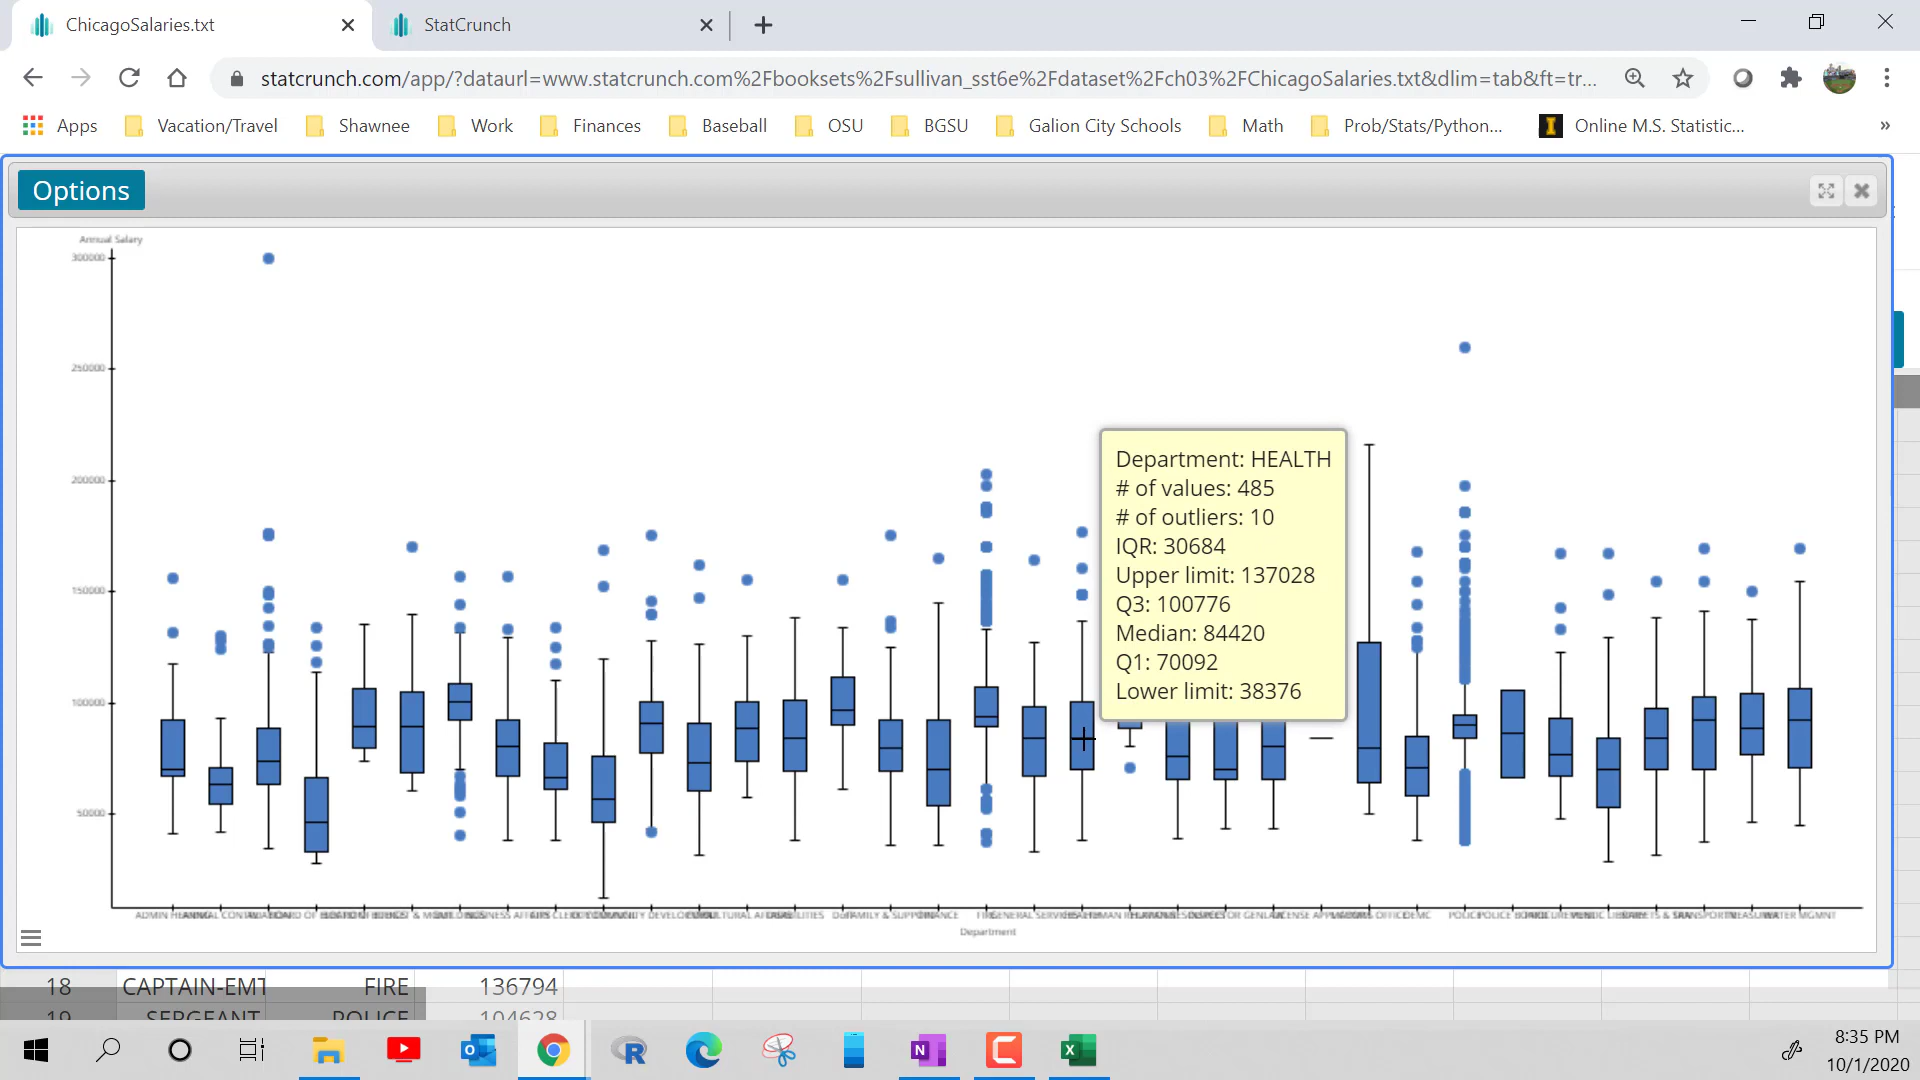 ChicagoSalaries.txt
StatCrunch
statcrunch.com/app/?dataurl=www.statcrunch.com%2Fbooksets%2Fsullivan_sst6e%2Fdataset%2Fch03%2FChicagoSalaries.txt&dlim=tab&ft=tr...
Apps Vacation/Travel Shawnee Work Finances Baseball OSU BGSU Galion City Schools Math Prob/Stats/Python... Online M.S. Statistic... »
Options
Annual Salary
300000
250000
200000
150000
100000
50000
Department: HEALTH
# of values: 485
# of outliers: 10
IQR: 30684
Upper limit: 137028
Q3: 100776
Median: 84420
Q1: 70092
Lower limit: 38376
Department
18 CAPTAIN-EMT FIRE 136794
19 SERGEANT POLICE 104628
8:35 PM
10/1/2020